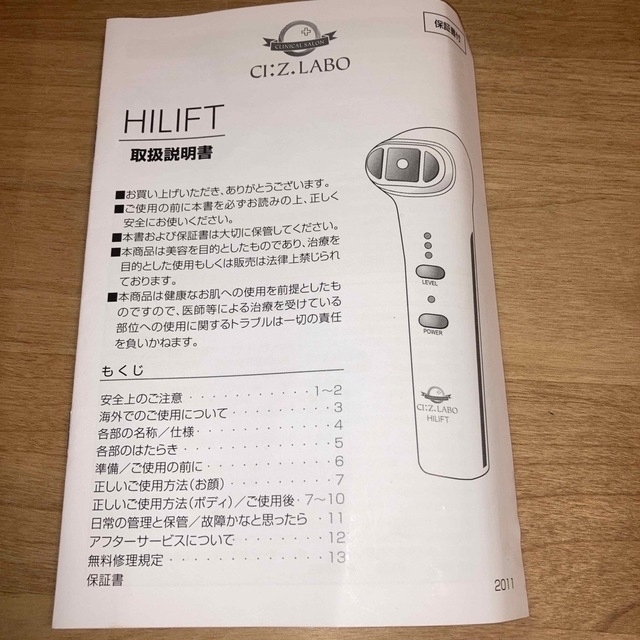 保証書付
CLINICAL SALON
CI:Z.LABO
HILIFT
取扱説明書
■お買い上げいただき、ありがとうございます。
■ご使用の前に本書を必ずお読みの上、正しく
安全にお使いください。
■本書および保証書は大切に保管してください。
■本商品は美容を目的としたものであり、治療を
目的とした使用もしくは販売は法律上禁じられ
ております。
■本商品は健康なお肌への使用を前提としたも
のですので、医師等による治療を受けている
部位への使用に関するトラブルは一切の責任
を負いかねます。
もくじ
安全上のご注意 ・・・・・・・・・・・・ 1~2
海外でのご使用について ・・・・・・・・・ 3
各部の名称/仕様 ・・・・・・・・・・・・ 4
各部のはたらき ・・・・・・・・・・・・・ 5
準備/ご使用の前に ・・・・・・・・・・・ 6
正しいご使用方法(お顔) ・・・・・・・・ 7
正しいご使用方法(ボディ)/ご使用後 ・7~10
日常の管理と保管/故障かなと思ったら ・11
アフターサービスについて ・・・・・・・・ 12
無料修理規定 ・・・・・・・・・・・・・・ 13
保証書
LEVEL
POWER
CI:Z.LABO
HILIFT
2011